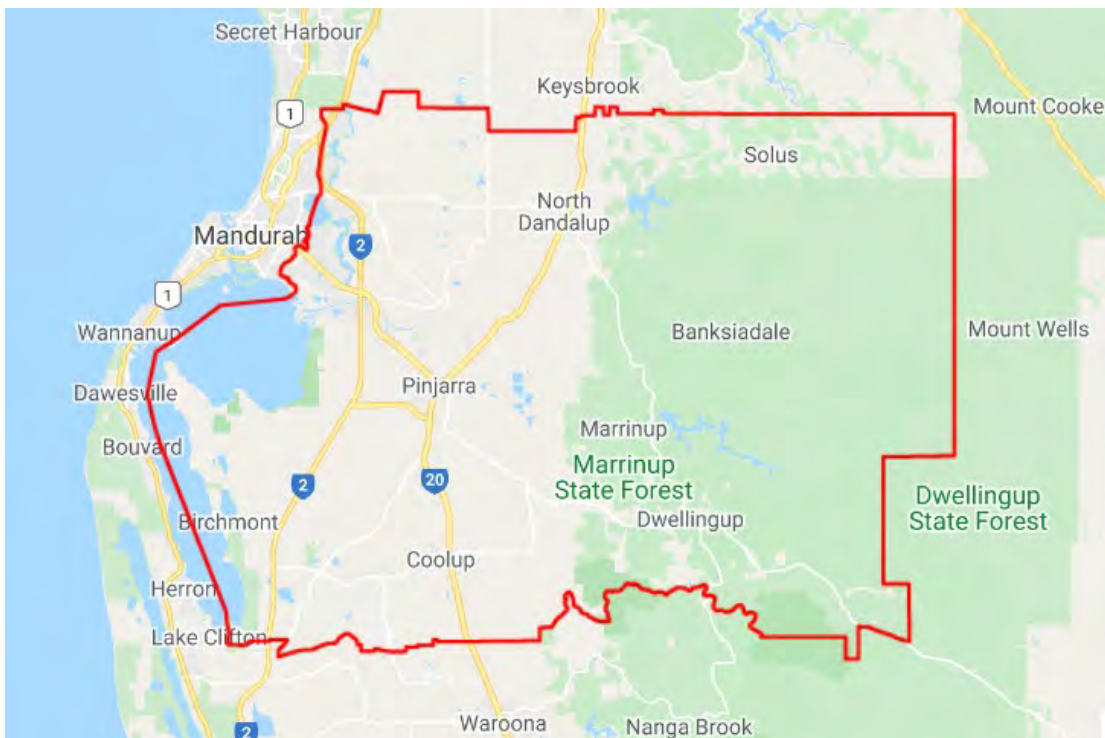 Secret Harbour
1
Keysbrook
Mount Cooke
Solus
North
Dandalup
Mandurah
2
1
Wannanup
Banksiadale
Mount Wells
Dawesville
Pinjarra
Bouvard
Marrinup
Marrinup
State Forest
20
2
Dwellingup
State Forest
Birchmont
Dwellingup
Coolup
Herron
Lake Clifton
Waroona
Nanga Brook
2